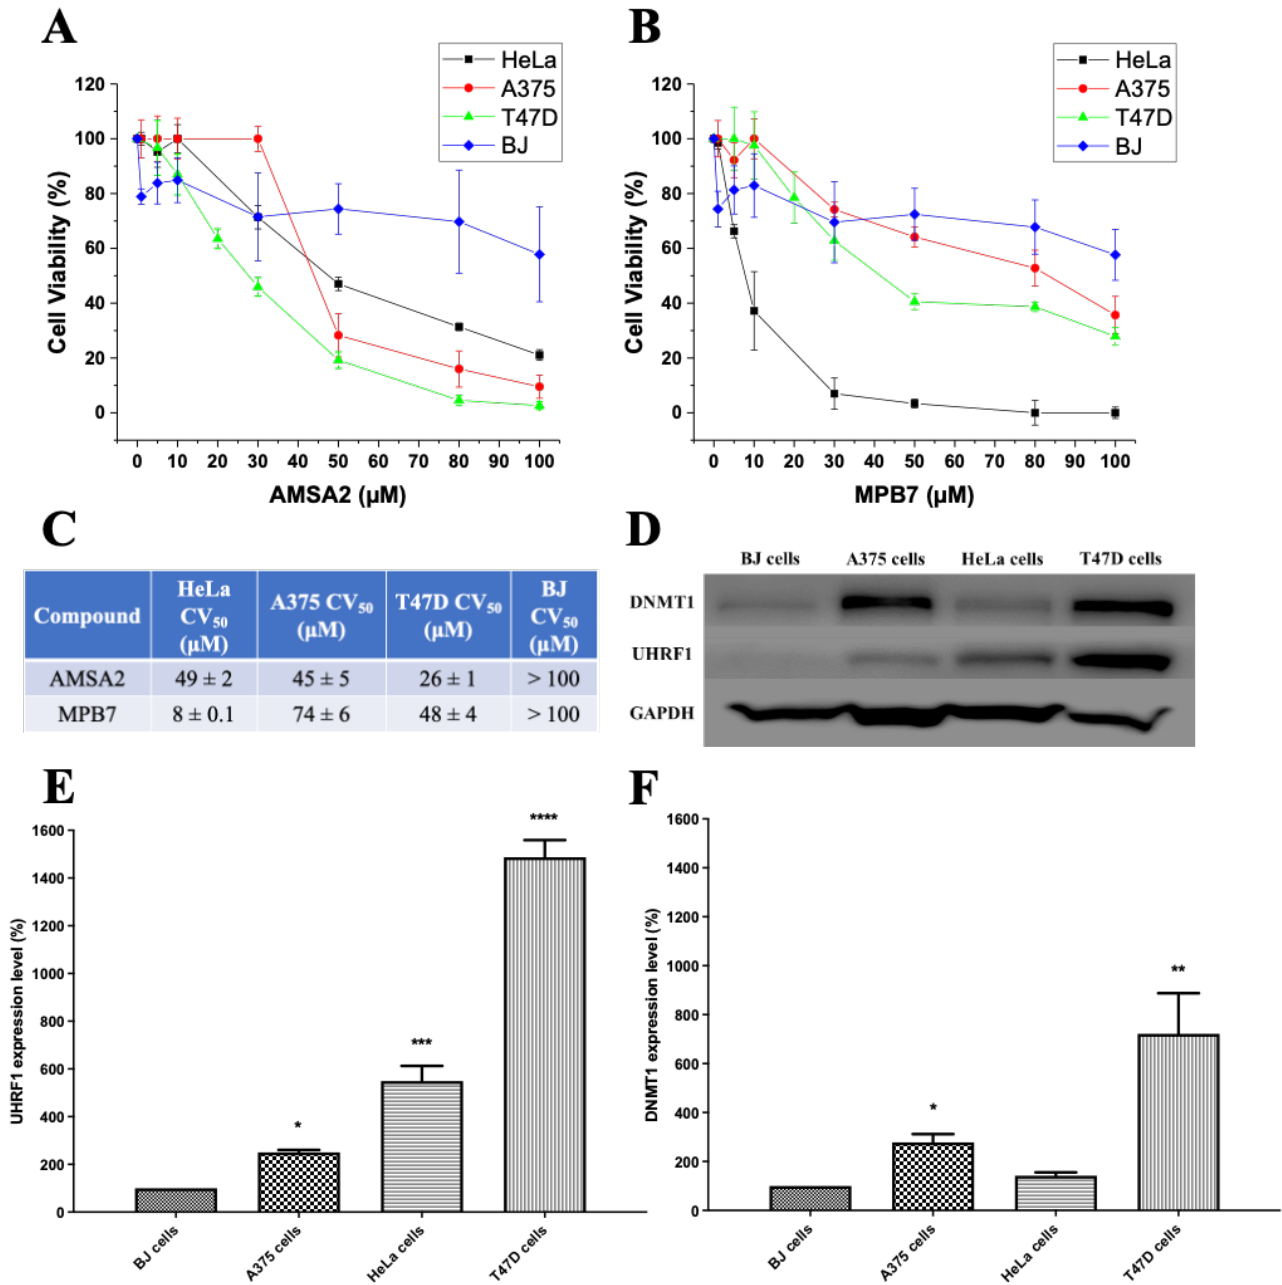 A
HeLa
A375
T47D
BJ
120
100
80
60
40
20
0
Cell Viability (%)
0 10 20 30 40 50 60 70 80 90 100
AMSA2 (µM)
B
HeLa
A375
T47D
BJ
120
100
80
60
40
20
0
Cell Viability (%)
0 10 20 30 40 50 60 70 80 90 100
MPB7 (µM)
C
Compound HeLa CV50 (µM) A375 CV50 (µM) T47D CV50 (µM) BJ CV50 (µM)
AMSA2 49 ± 2 45 ± 5 26 ± 1 > 100
MPB7 8 ± 0.1 74 ± 6 48 ± 4 > 100
D
BJ cells A375 cells HeLa cells T47D cells
DNMT1
UHRF1
GAPDH
E
1600
1400
1200
1000
800
600
400
200
0
UHRF1 expression level (%)
* *** ****
BJ cells A375 cells HeLa cells T47D cells
F
1600
1400
1200
1000
800
600
400
200
0
DNMT1 expression level (%)
* **
BJ cells A375 cells HeLa cells T47D cells